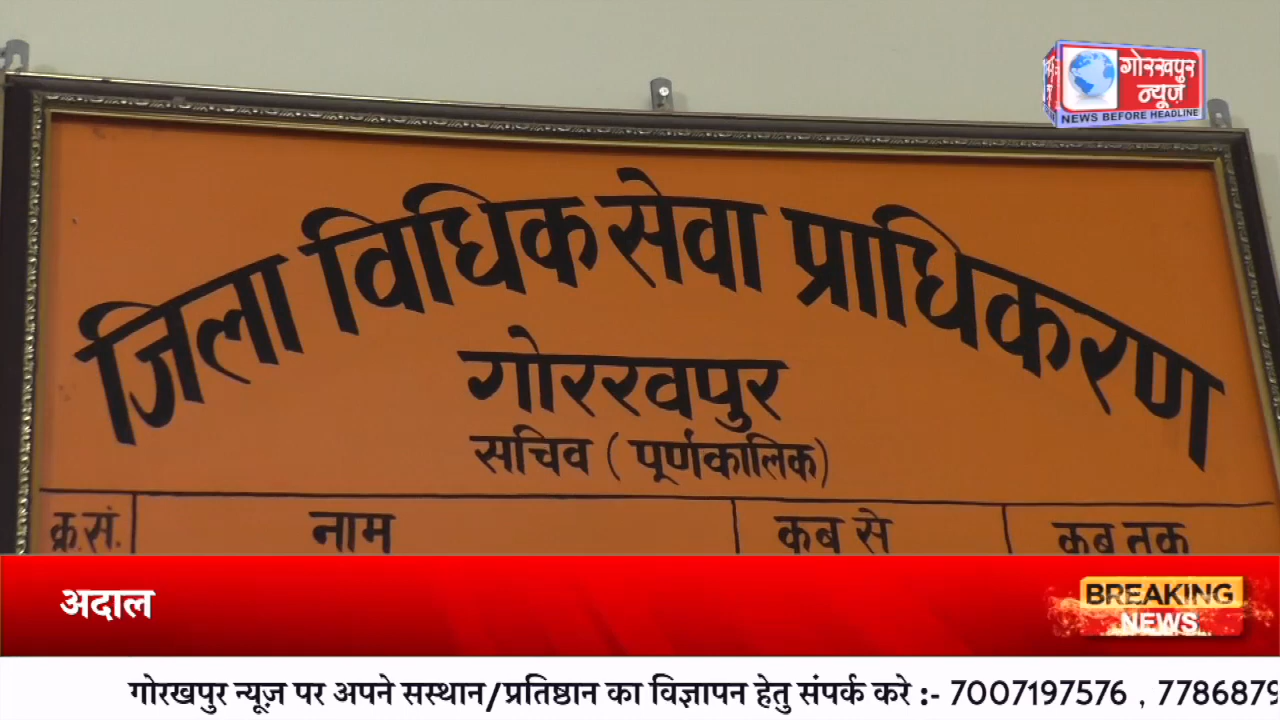 गोरखपुर
न्यूज़
NEWS BEFORE HEADLINE
जिला विधिक सेवा प्राधिकरण
गोरखपुर
सचिव (पूर्णकालिक)
क्र.सं. नाम कब से कब तक
अदाल
BREAKING
NEWS
गोरखपुर न्यूज़ पर अपने सस्थान/प्रतिष्ठान का विज्ञापन हेतु संपर्क करे :- 7007197576 , 7786879